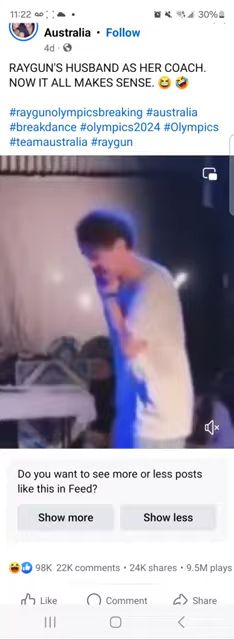 11:22
30%
Australia • Follow
4d •
RAYGUN'S HUSBAND AS HER COACH.
NOW IT ALL MAKES SENSE. 😆 🤣
#raygunolympicsbreaking #australia
#breakdance #olympics2024 #Olympics
#teamaustralia #raygun
Do you want to see more or less posts
like this in Feed?
Show more
Show less
98K 22K comments • 24K shares • 9.5M plays
Like
Comment
Share